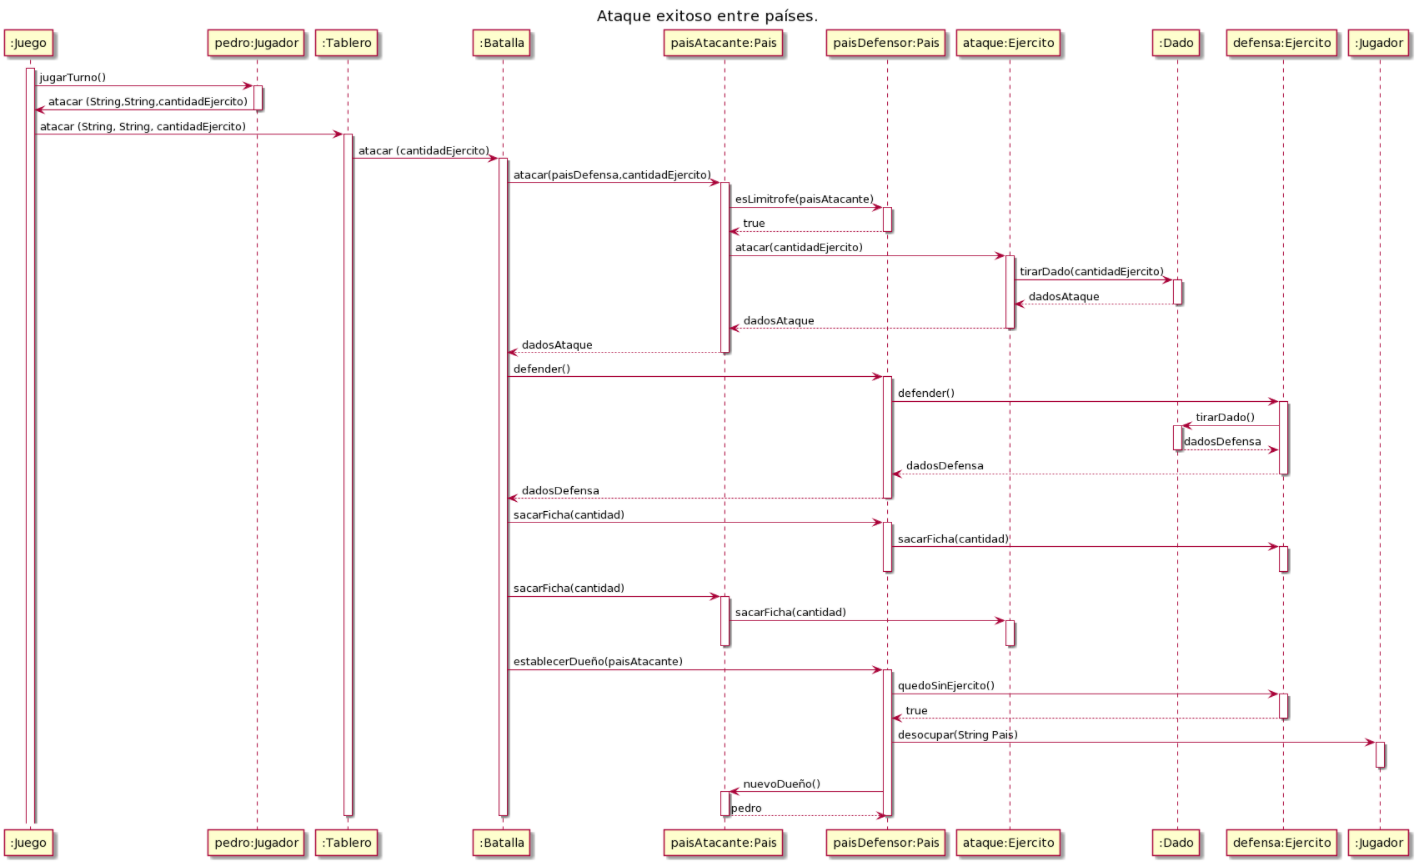 Ataque exitoso entre países.
:Juego
pedro:Jugador
:Tablero
:Batalla
paisAtacante:Pais
paisDefensor:Pais
ataque:Ejercito
:Dado
defensa:Ejercito
:Jugador
jugarTurno()
atacar (String,String,cantidadEjercito)
atacar (String, String, cantidadEjercito)
atacar (cantidadEjercito)
atacar(paisDefensa,cantidadEjercito)
esLimitrofe(paisAtacante)
true
atacar(cantidadEjercito)
tirarDado(cantidadEjercito)
dadosAtaque
dadosAtaque
dadosAtaque
defender()
defender()
tirarDado()
dadosDefensa
dadosDefensa
dadosDefensa
sacarFicha(cantidad)
sacarFicha(cantidad)
sacarFicha(cantidad)
sacarFicha(cantidad)
establecerDueño(paisAtacante)
quedoSinEjercito()
true
desocupar(String Pais)
nuevoDueño()
pedro
:Juego
pedro:Jugador
:Tablero
:Batalla
paisAtacante:Pais
paisDefensor:Pais
ataque:Ejercito
:Dado
defensa:Ejercito
:Jugador